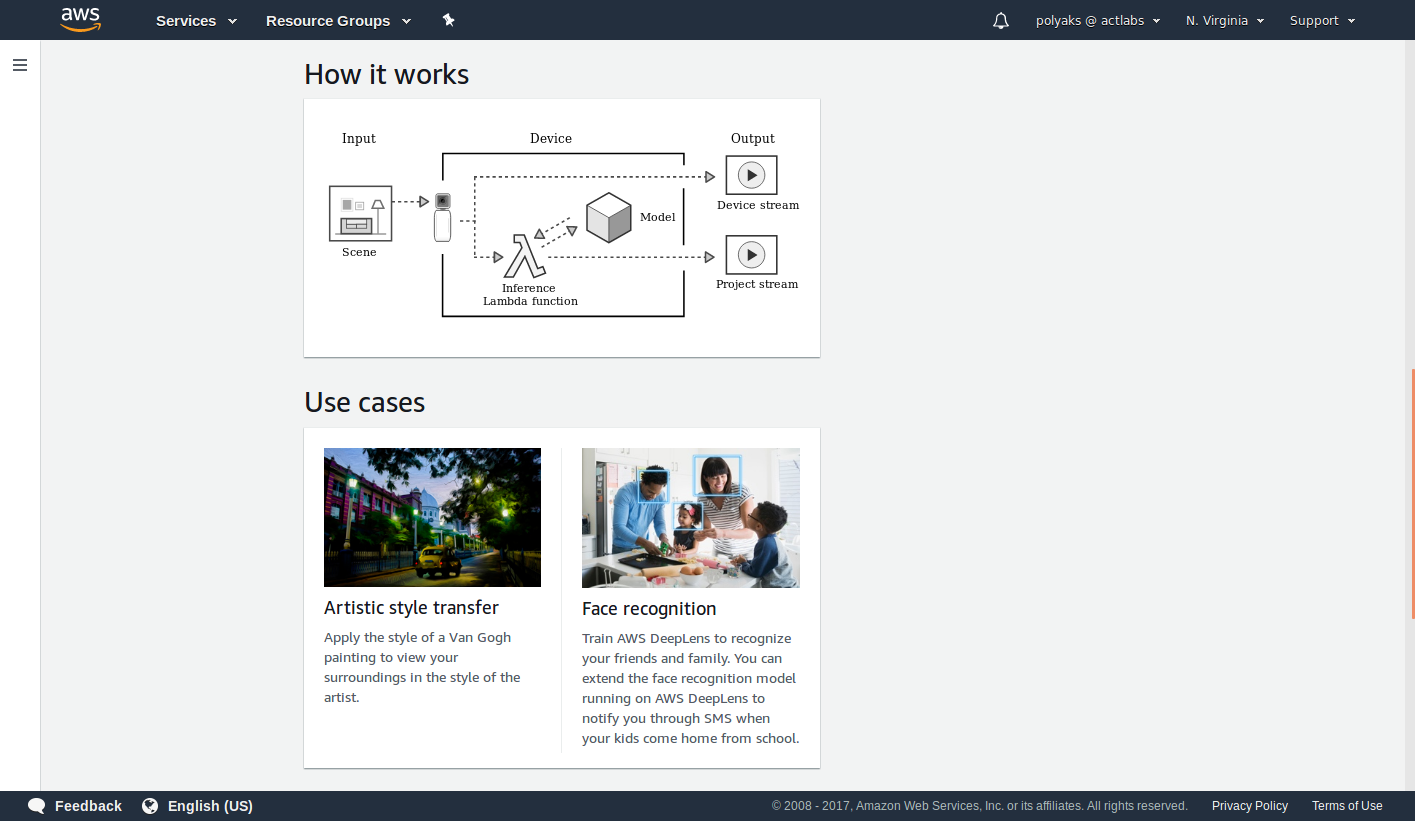 aws Services Resource Groups polyaks @ actlabs N. Virginia Support
How it works
Input Device Output
Device stream
Model
Scene
Project stream
Inference
Lambda function
Use cases
Artistic style transfer
Apply the style of a Van Gogh
painting to view your
surroundings in the style of the
artist.
Face recognition
Train AWS DeepLens to recognize
your friends and family. You can
extend the face recognition model
running on AWS DeepLens to
notify you through SMS when
your kids come home from school.
Feedback English (US) © 2008 - 2017, Amazon Web Services, Inc. or its affiliates. All rights reserved. Privacy Policy Terms of Use